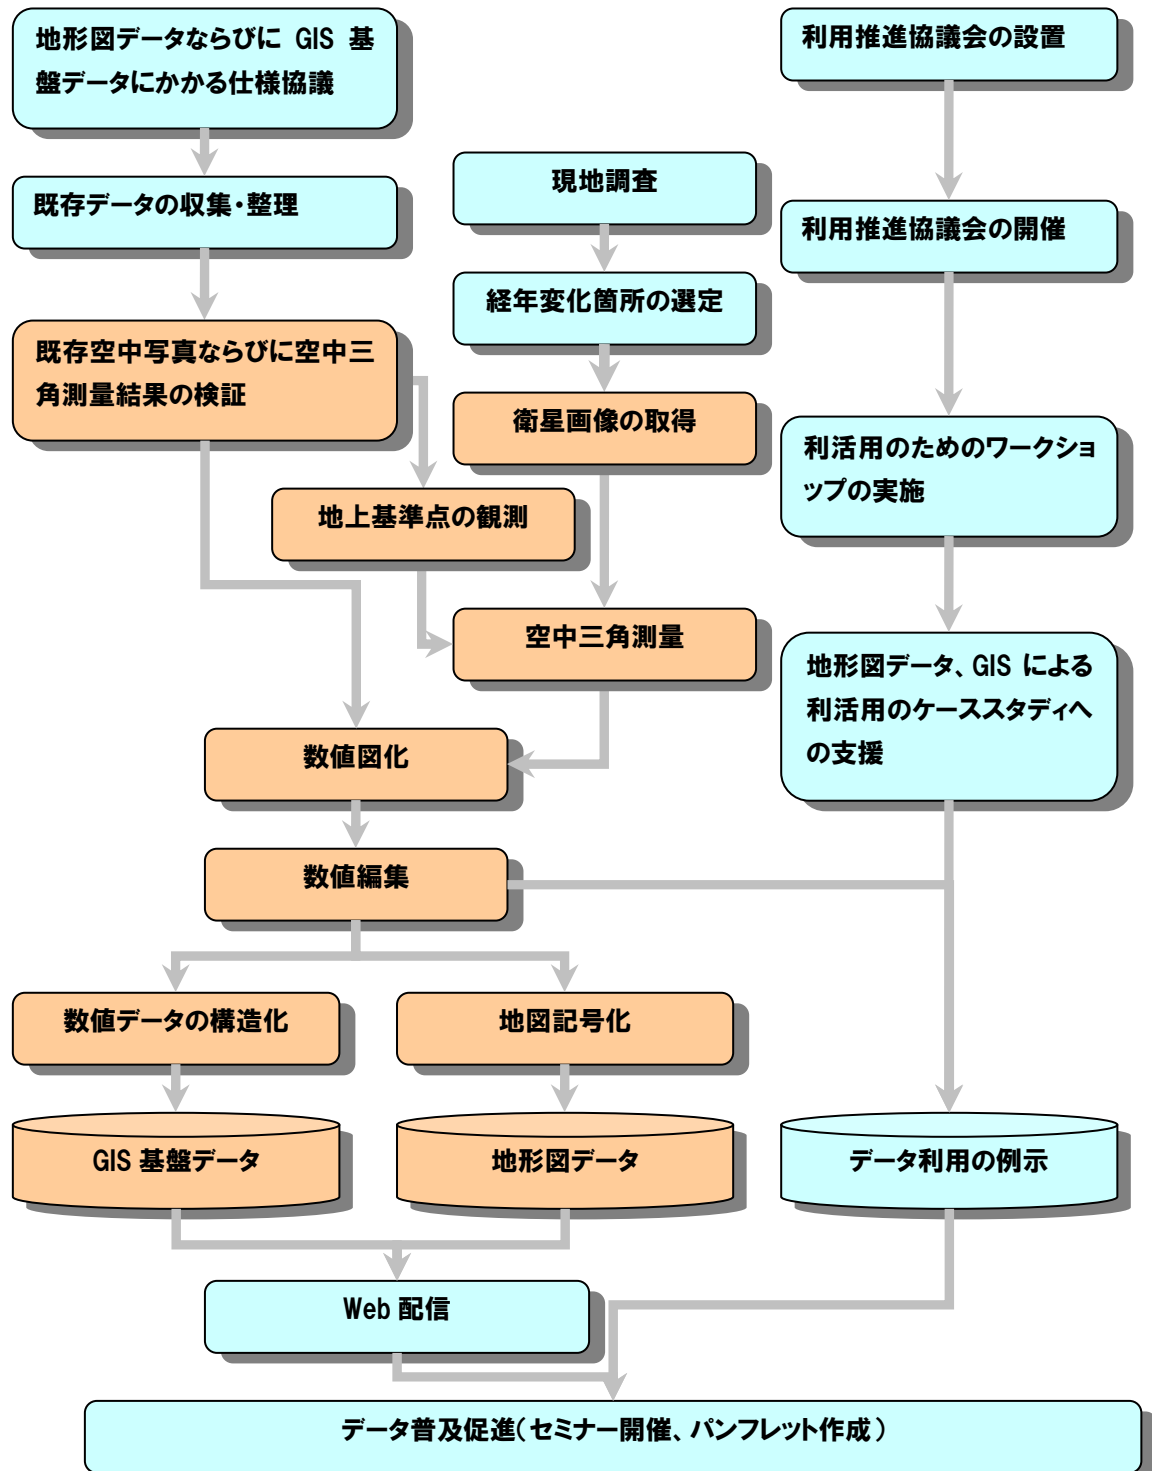 地形図データならびに GIS 基
盤データにかかる仕様協議
利用推進協議会の設置
現地調査
既存データの収集・整理
利用推進協議会の開催
経年変化箇所の選定
既存空中写真ならびに空中三
角測量結果の検証
衛星画像の取得
利活用のためのワークショ
ップの実施
地上基準点の観測
空中三角測量
地形図データ、GIS による
利活用のケーススタディへ
の支援
数値図化
数値編集
数値データの構造化
地図記号化
GIS 基盤データ
地形図データ
データ利用の例示
Web 配信
データ普及促進(セミナー開催、パンフレット作成)